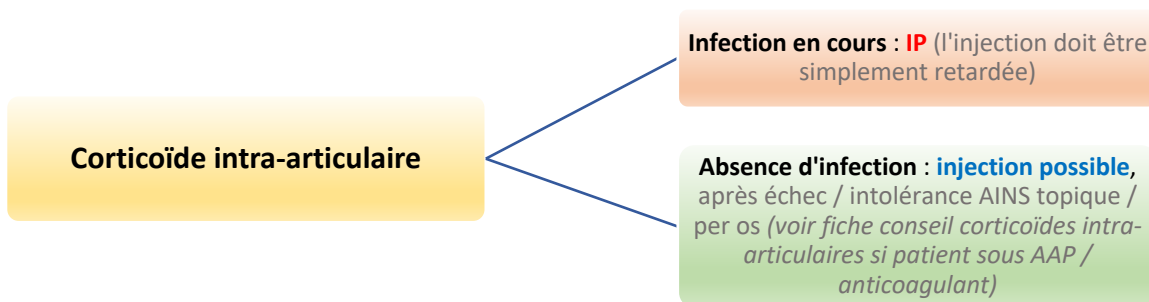 Infection en cours : IP (l'injection doit être
simplement retardée)
Corticoïde intra-articulaire
Absence d'infection : injection possible,
après échec / intolérance AINS topique /
per os (voir fiche conseil corticoïdes intra-
articulaires si patient sous AAP /
anticoagulant)